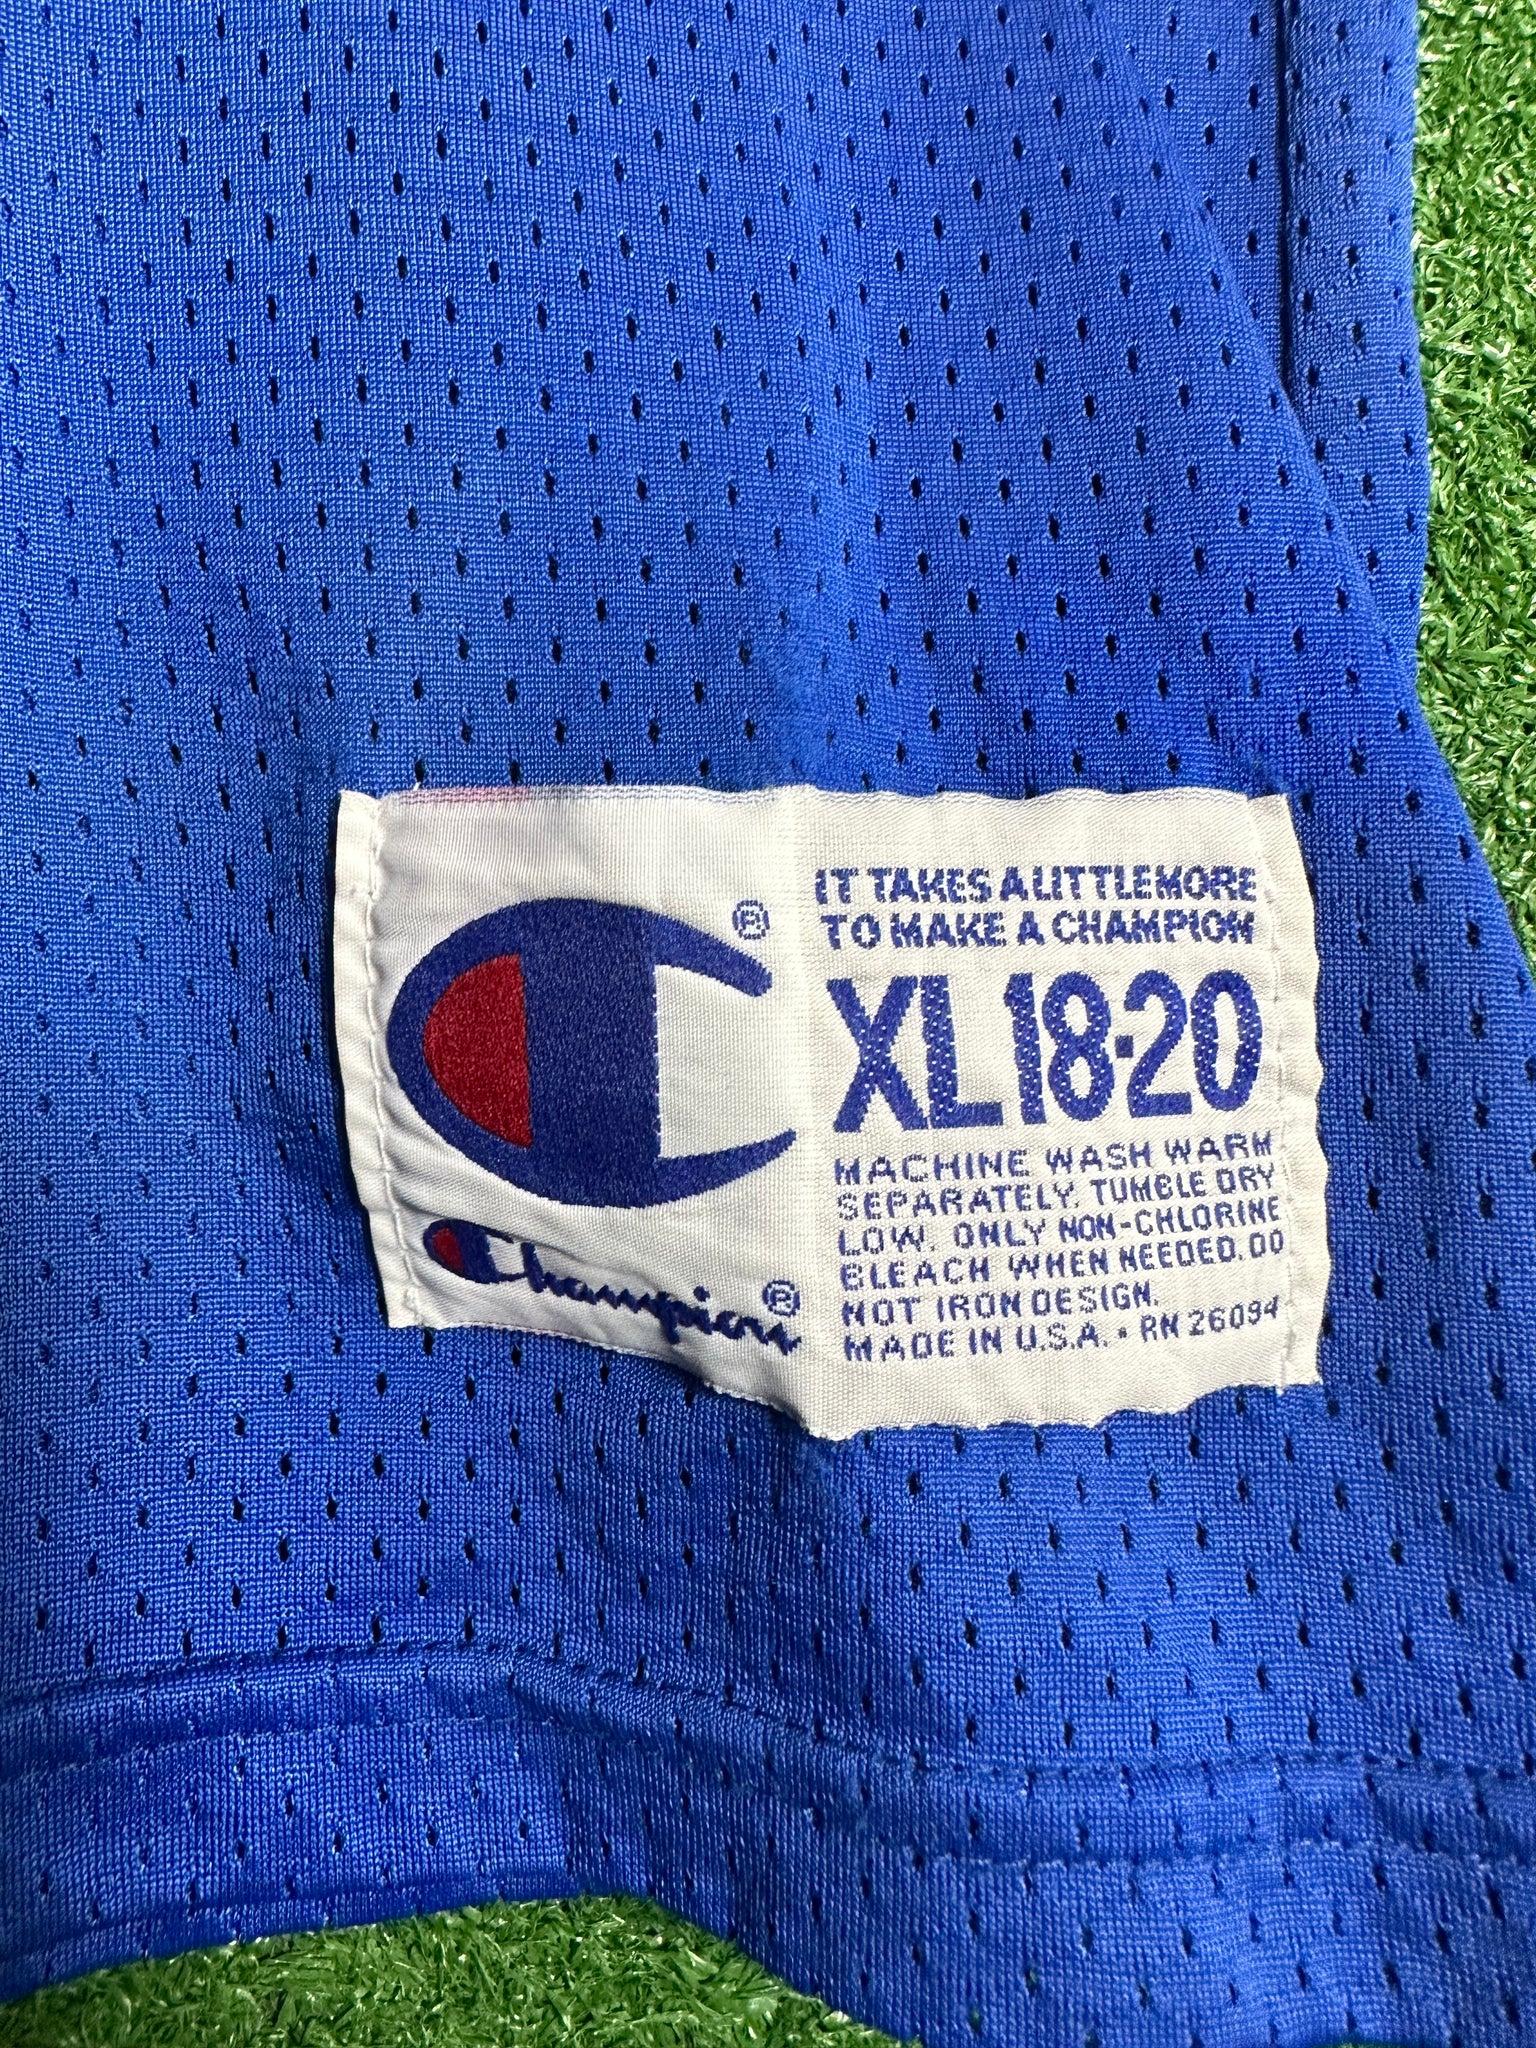 ®
Champion®
IT TAKES A LITTLE MORE
TO MAKE A CHAMPION
XL 18-20
MACHINE WASH WARM
SEPARATELY. TUMBLE DRY
LOW. ONLY NON-CHLORINE
BLEACH WHEN NEEDED. DO
NOT IRON DESIGN.
MADE IN U.S.A. • RN 26094